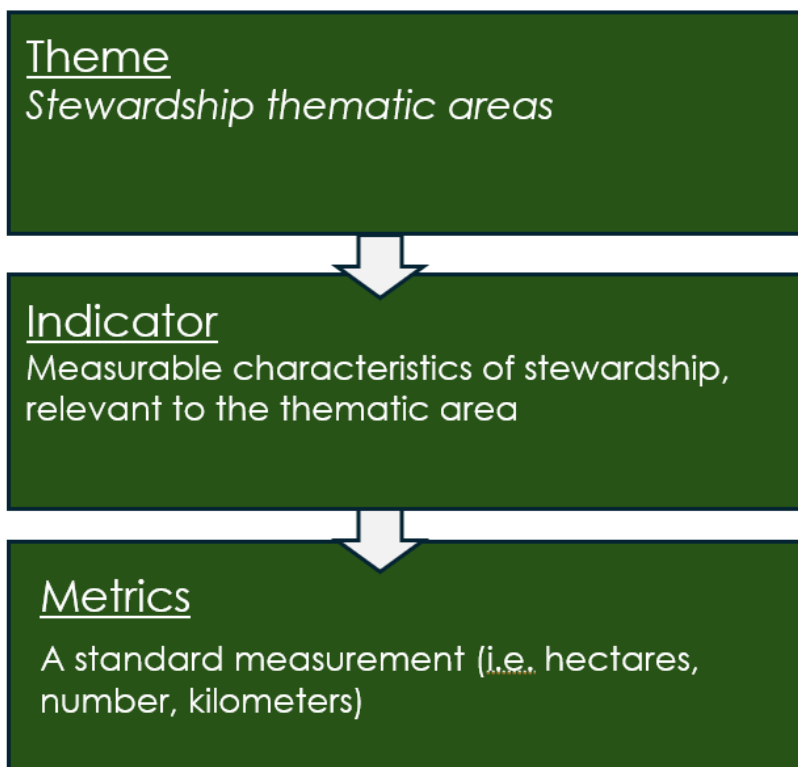 Theme
Stewardship thematic areas
Indicator
Measurable characteristics of stewardship,
relevant to the thematic area
Metrics
A standard measurement (i.e. hectares,
number, kilometers)